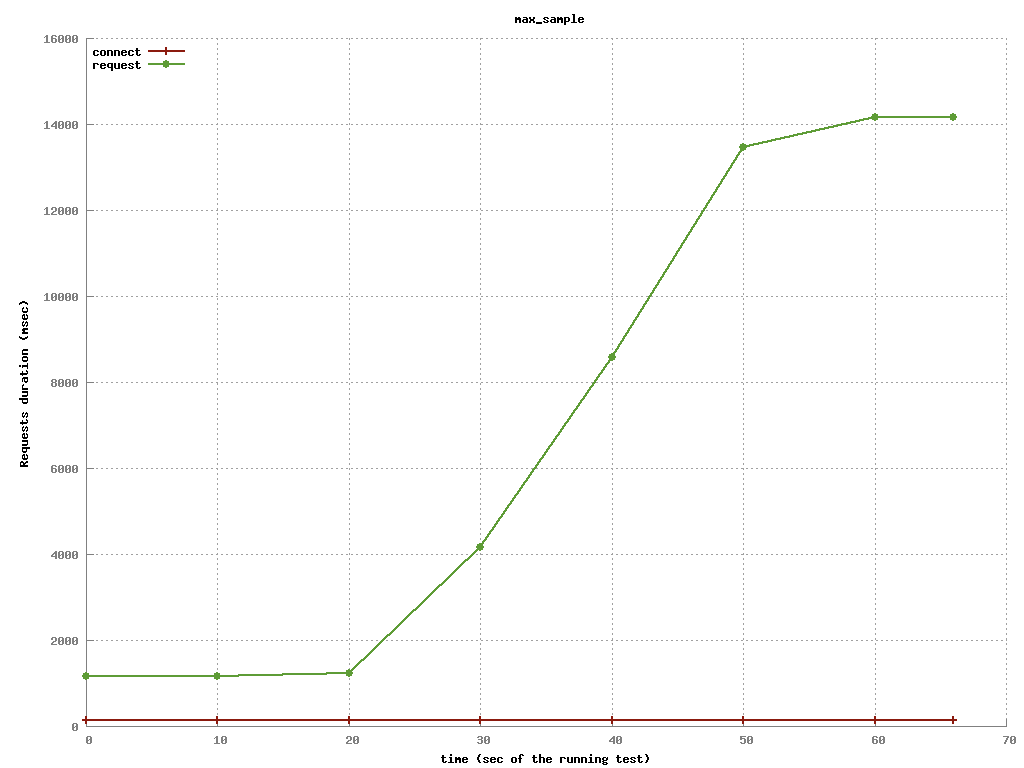 max_sample
connect
request
16000
14000
12000
10000
8000
6000
4000
2000
0
Requests duration (msec)
0 10 20 30 40 50 60 70
time (sec of the running test)